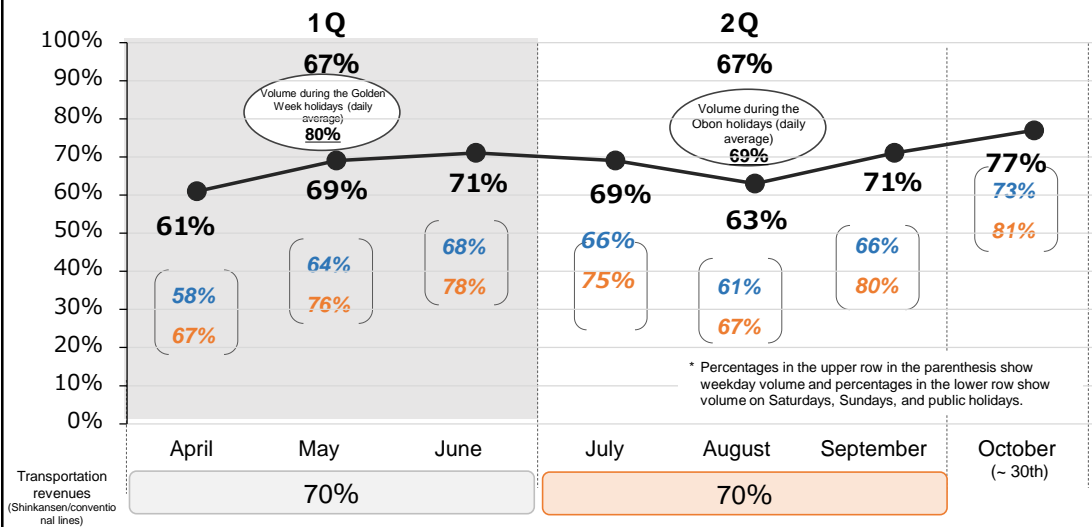 1Q
2Q
100%
90%
80%
70%
60%
50%
40%
30%
20%
10%
0%
67%
67%
Volume during the Golden
Week holidays (daily
average)
80%
Volume during the
Obon holidays (daily
average)
69%
61%
69%
71%
69%
63%
71%
77%
58%
67%
64%
76%
68%
78%
66%
75%
61%
67%
66%
80%
73%
81%
* Percentages in the upper row in the parenthesis show
weekday volume and percentages in the lower row show
volume on Saturdays, Sundays, and public holidays.
April
May
June
July
August
September
October
(~ 30th)
Transportation
revenues
(Shinkansen/conventio
nal lines)
70%
70%